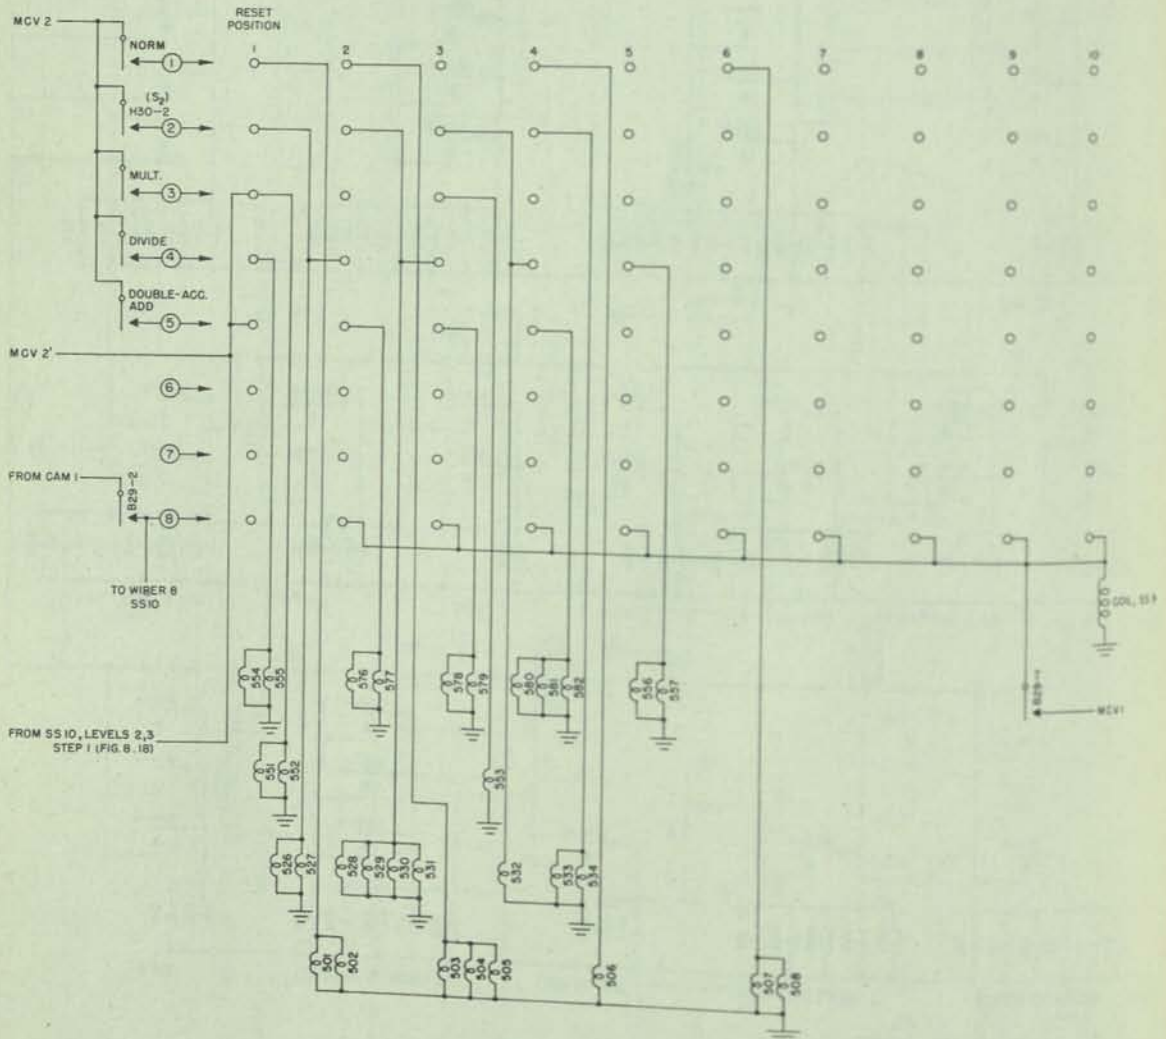 MCV 2
RESET
POSITION
1 2 3 4 5 6 7 8 9 10
NORM
1
(S2)
H30-2
2
MULT.
3
DIVIDE
4
DOUBLE-ACC.
ADD
5
MCV 2'
6
7
FROM CAM 1
B29-2
8
TO WIPER 8
SS10
COIL, SS9
B29-1
MCV1
554 555 576 577 578 579 580 581 582 556 557
FROM SS10, LEVELS 2,3
STEP 1 (FIG. 8.18)
551 552 553
526 527 528 529 530 531 532 533 534
501 502 503 504 505 506 507 508